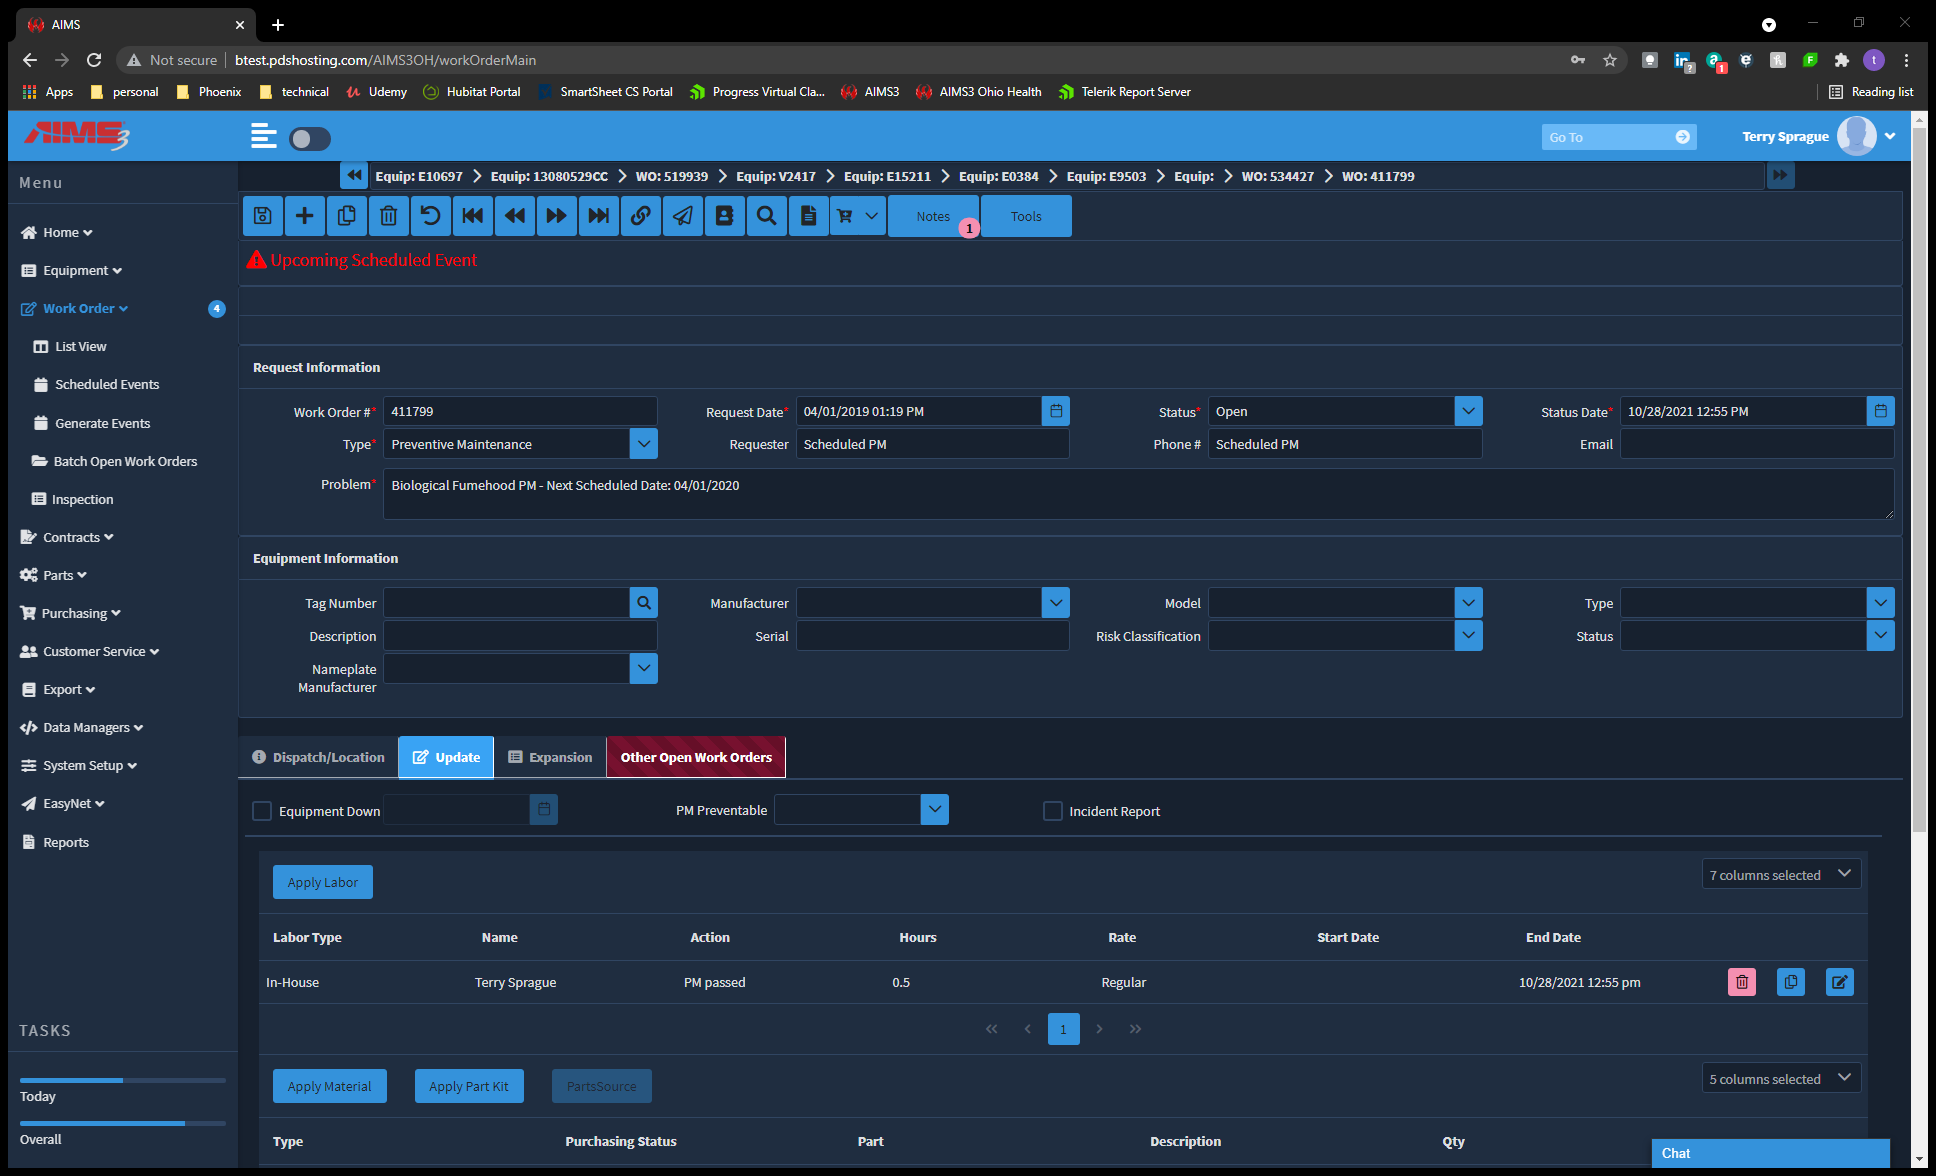 AIMS
Not secure btest.pdshosting.com/AIMS3OH/workOrderMain
Apps personal Phoenix technical Udemy Hubitat Portal SmartSheet CS Portal Progress Virtual Cla... AIMS3 AIMS3 Ohio Health Telerik Report Server Reading list
AIMS3 Go To Terry Sprague
Menu
Equip: E10697 Equip: 13080529CC WO: 519939 Equip: V2417 Equip: E15211 Equip: E0384 Equip: E9503 Equip: WO: 534427 WO: 411799
Notes 1 Tools
Home
Upcoming Scheduled Event
Equipment
Work Order 4
List View
Scheduled Events
Generate Events
Batch Open Work Orders
Inspection
Contracts
Parts
Purchasing
Customer Service
Export
Data Managers
System Setup
EasyNet
Reports
TASKS
Today
Overall
Request Information
Work Order #* 411799 Request Date* 04/01/2019 01:19 PM Status* Open Status Date* 10/28/2021 12:55 PM
Type* Preventive Maintenance Requester Scheduled PM Phone # Scheduled PM Email
Problem* Biological Fumehood PM - Next Scheduled Date: 04/01/2020
Equipment Information
Tag Number Manufacturer Model Type
Description Serial Risk Classification Status
Nameplate
Manufacturer
Dispatch/Location Update Expansion Other Open Work Orders
Equipment Down PM Preventable Incident Report
Apply Labor 7 columns selected
Labor Type Name Action Hours Rate Start Date End Date
In-House Terry Sprague PM passed 0.5 Regular 10/28/2021 12:55 pm
1
Apply Material Apply Part Kit PartsSource 5 columns selected
Type Purchasing Status Part Description Qty
Chat